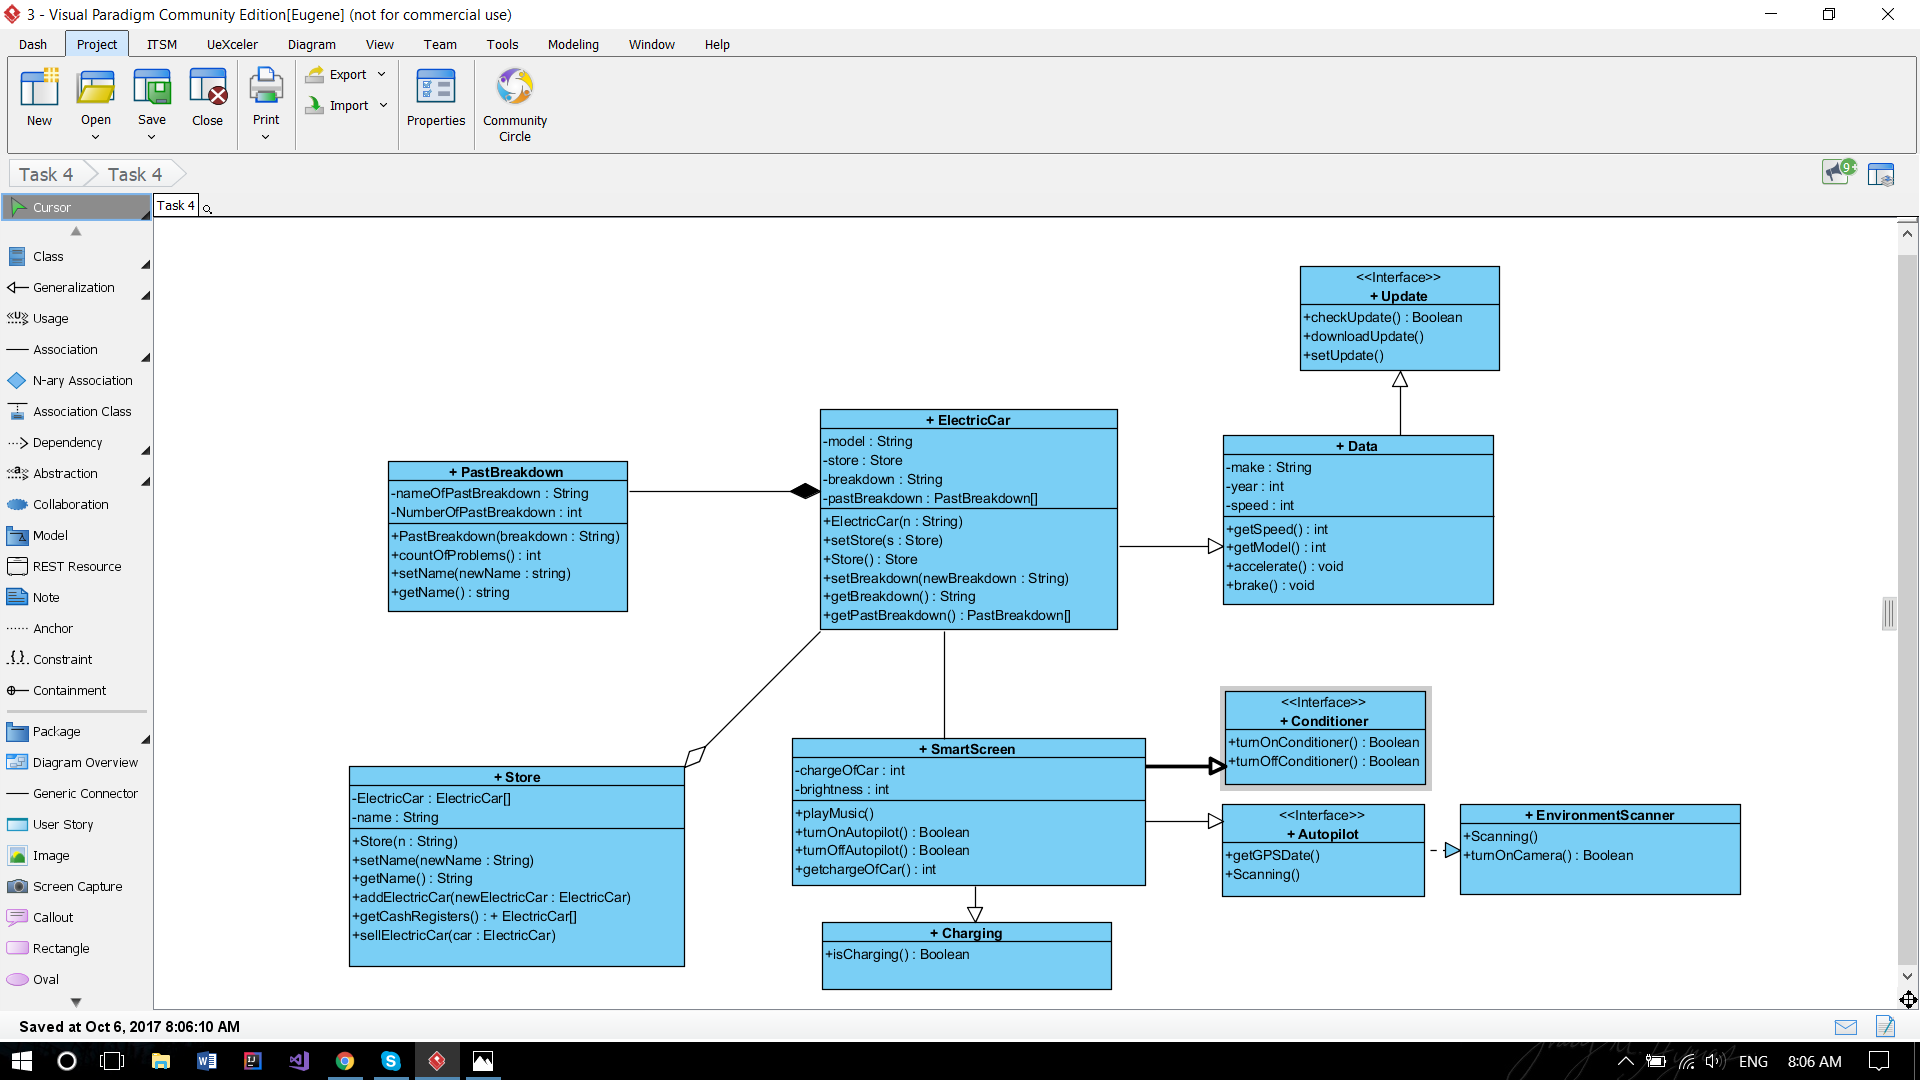 3 - Visual Paradigm Community Edition[Eugene] (not for commercial use)
Dash Project ITSM UeXceler Diagram View Team Tools Modeling Window Help
New Open Save Close Print Export Import Properties Community Circle
Task 4 Task 4
9+
Cursor
Task 4
Class
Generalization
Usage
Association
N-ary Association
Association Class
Dependency
Abstraction
Collaboration
Model
REST Resource
Note
Anchor
Constraint
Containment
Package
Diagram Overview
Generic Connector
User Story
Image
Screen Capture
Callout
Rectangle
Oval
<<Interface>>
+ Update
+checkUpdate() : Boolean
+downloadUpdate()
+setUpdate()
+ ElectricCar
-model : String
-store : Store
-breakdown : String
-pastBreakdown : PastBreakdown[]
+ElectricCar(n : String)
+setStore(s : Store)
+Store() : Store
+setBreakdown(newBreakdown : String)
+getBreakdown() : String
+getPastBreakdown() : PastBreakdown[]
+ Data
-make : String
-year : int
-speed : int
+getSpeed() : int
+getModel() : int
+accelerate() : void
+brake() : void
+ PastBreakdown
-nameOfPastBreakdown : String
-NumberOfPastBreakdown : int
+PastBreakdown(breakdown : String)
+countOfProblems() : int
+setName(newName : string)
+getName() : string
<<Interface>>
+ Conditioner
+turnOnConditioner() : Boolean
+turnOffConditioner() : Boolean
+ SmartScreen
-chargeOfCar : int
-brightness : int
+playMusic()
+turnOnAutopilot() : Boolean
+turnOffAutopilot() : Boolean
+getchargeOfCar() : int
+ Store
-ElectricCar : ElectricCar[]
-name : String
+Store(n : String)
+setName(newName : String)
+getName() : String
+addElectricCar(newElectricCar : ElectricCar)
+getCashRegisters() : + ElectricCar[]
+sellElectricCar(car : ElectricCar)
<<Interface>>
+ Autopilot
+getGPSDate()
+Scanning()
+ EnvironmentScanner
+Scanning()
+turnOnCamera() : Boolean
+ Charging
+isCharging() : Boolean
Saved at Oct 6, 2017 8:06:10 AM
ENG 8:06 AM